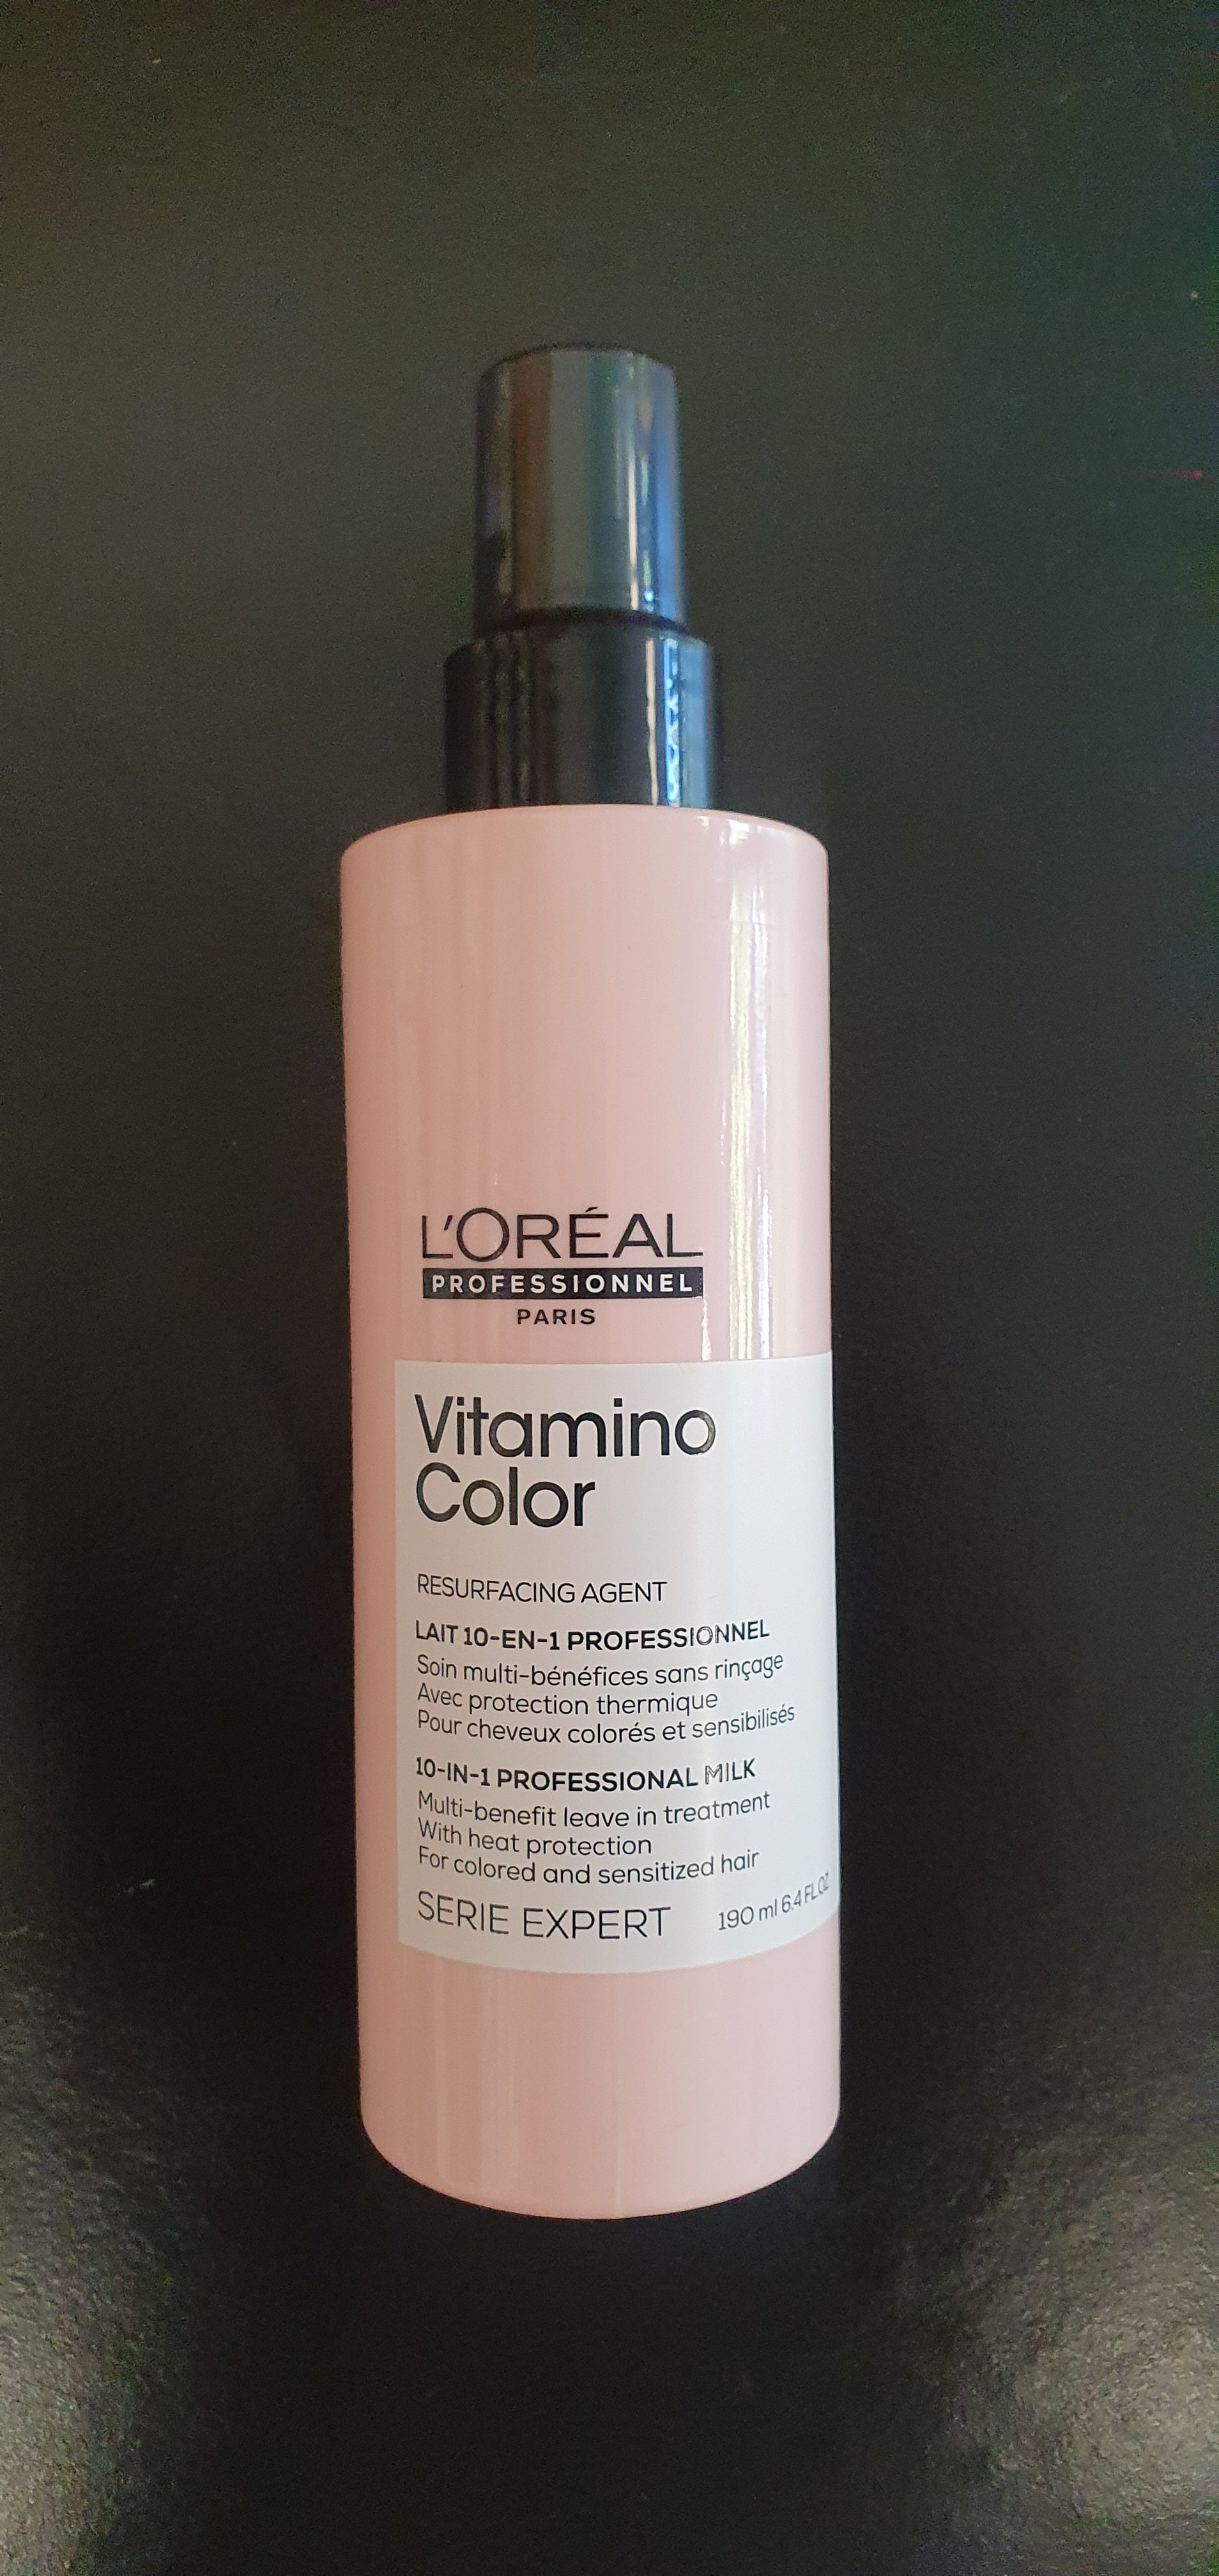 L'ORÉAL
PROFESSIONNEL
PARIS
Vitamino
Color
RESURFACING AGENT
LAIT 10-EN-1 PROFESSIONNEL
Soin multi-bénéfices sans rinçage
Avec protection thermique
Pour cheveux colorés et sensibilisés
10-IN-1 PROFESSIONAL MILK
Multi-benefit leave in treatment
With heat protection
For colored and sensitized hair
SERIE EXPERT 190 ml 6.4 FL OZ